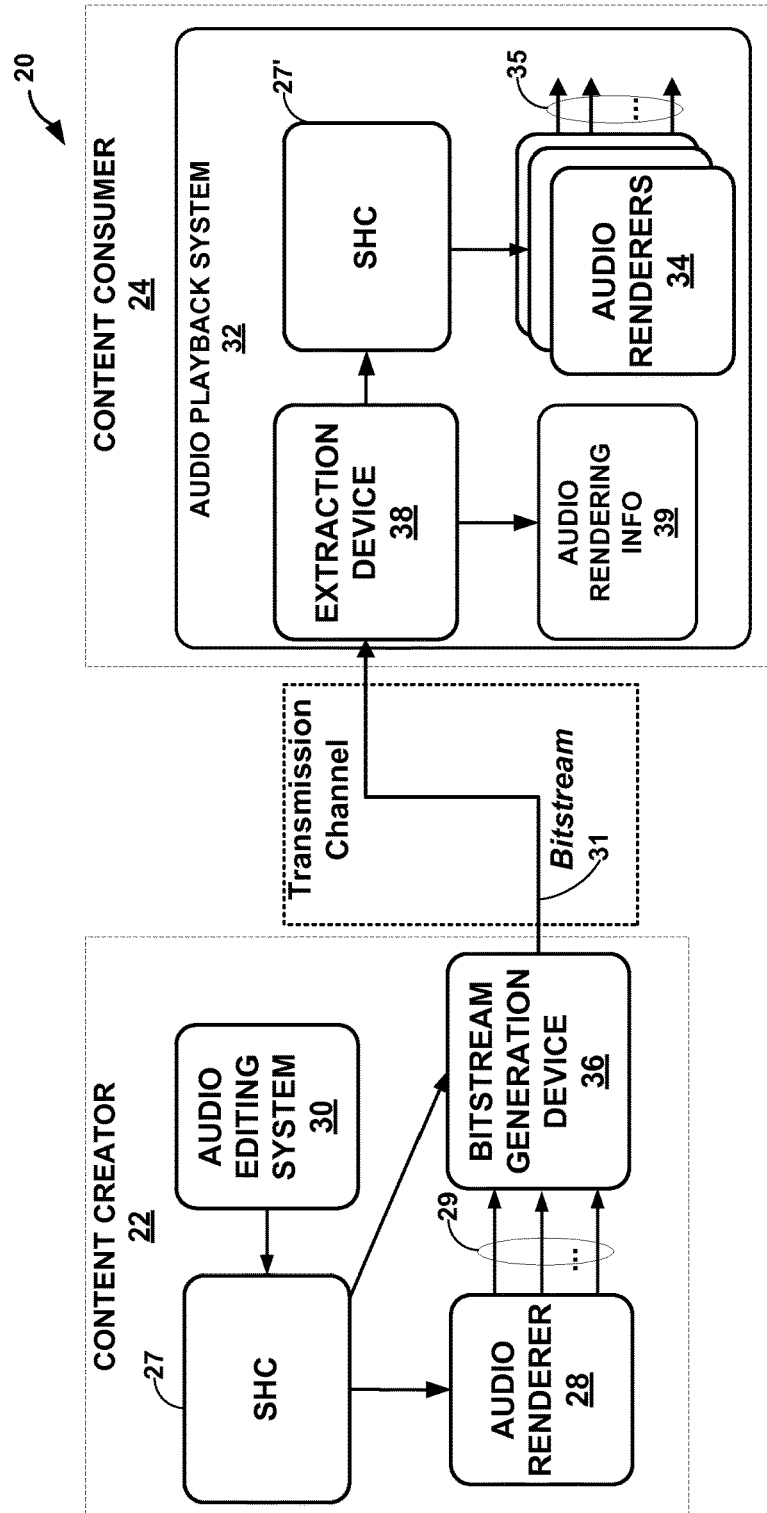 20
CONTENT CREATOR
22
27
SHC
AUDIO
EDITING
SYSTEM
30
AUDIO
RENDERER
28
29
...
BITSTREAM
GENERATION
DEVICE
36
Transmission
Channel
Bitstream
31
CONTENT CONSUMER
24
AUDIO PLAYBACK SYSTEM
32
EXTRACTION
DEVICE
38
27'
SHC
AUDIO
RENDERING
INFO
39
AUDIO
RENDERERS
34
35
...